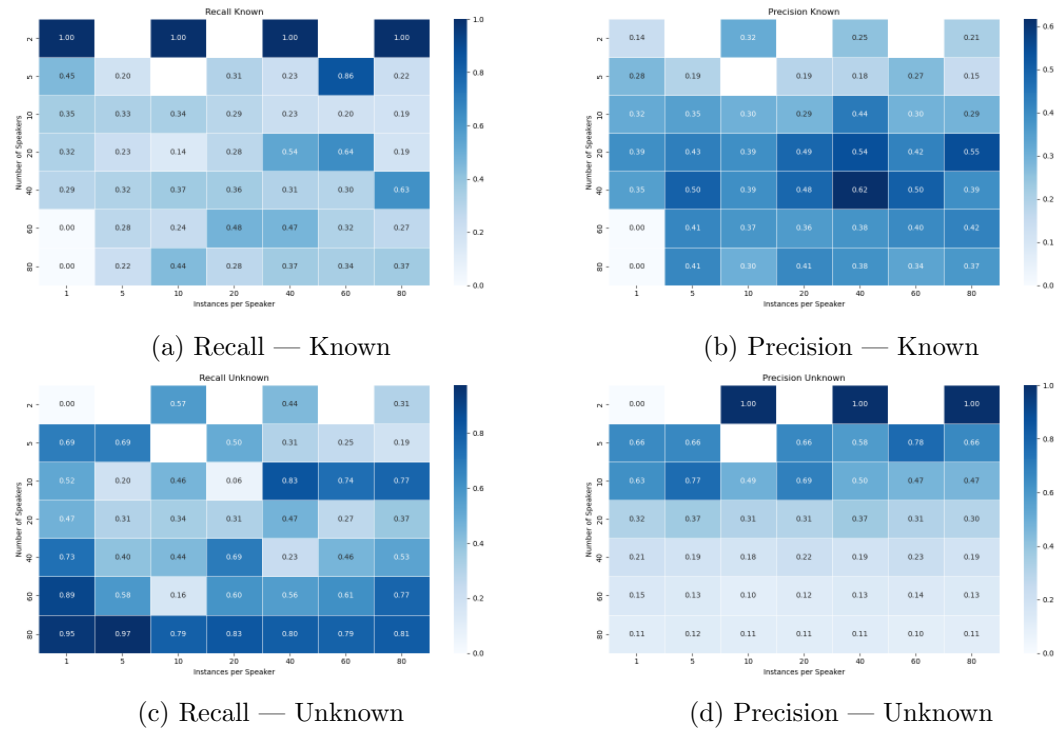 Recall Known
Number of Speakers
2 1.00 1.00 1.00 1.00
5 0.45 0.20 0.31 0.23 0.86 0.22
10 0.35 0.33 0.34 0.29 0.23 0.20 0.19
20 0.32 0.23 0.14 0.28 0.54 0.64 0.19
40 0.29 0.32 0.37 0.36 0.31 0.30 0.63
60 0.00 0.28 0.24 0.48 0.47 0.32 0.27
80 0.00 0.22 0.44 0.28 0.37 0.34 0.37
1 5 10 20 40 60 80
Instances per Speaker
1.0
0.8
0.6
0.4
0.2
0.0
(a) Recall — Known
Precision Known
Number of Speakers
2 0.14 0.32 0.25 0.21
5 0.28 0.19 0.19 0.18 0.27 0.15
10 0.32 0.35 0.30 0.29 0.44 0.30 0.29
20 0.39 0.43 0.39 0.49 0.54 0.42 0.55
40 0.35 0.50 0.39 0.48 0.62 0.50 0.39
60 0.00 0.41 0.37 0.36 0.38 0.40 0.42
80 0.00 0.41 0.30 0.41 0.38 0.34 0.37
1 5 10 20 40 60 80
Instances per Speaker
0.6
0.5
0.4
0.3
0.2
0.1
0.0
(b) Precision — Known
Recall Unknown
Number of Speakers
2 0.00 0.57 0.44 0.31
5 0.69 0.69 0.50 0.31 0.25 0.19
10 0.52 0.20 0.46 0.06 0.83 0.74 0.77
20 0.47 0.31 0.34 0.31 0.47 0.27 0.37
40 0.73 0.40 0.44 0.69 0.23 0.46 0.53
60 0.89 0.58 0.16 0.60 0.56 0.61 0.77
80 0.95 0.97 0.79 0.83 0.80 0.79 0.81
1 5 10 20 40 60 80
Instances per Speaker
0.8
0.6
0.4
0.2
0.0
(c) Recall — Unknown
Precision Unknown
Number of Speakers
2 0.00 1.00 1.00 1.00
5 0.66 0.66 0.66 0.58 0.78 0.66
10 0.63 0.77 0.49 0.69 0.50 0.47 0.47
20 0.32 0.37 0.31 0.31 0.37 0.31 0.30
40 0.21 0.19 0.18 0.22 0.19 0.23 0.19
60 0.15 0.13 0.10 0.12 0.13 0.14 0.13
80 0.11 0.12 0.11 0.11 0.11 0.10 0.11
1 5 10 20 40 60 80
Instances per Speaker
1.0
0.8
0.6
0.4
0.2
0.0
(d) Precision — Unknown